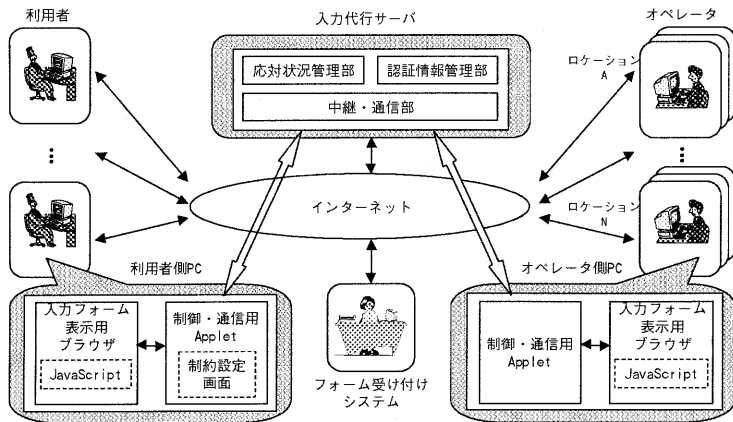 利用者
入力代行サーバ
オペレータ
応対状況管理部
認証情報管理部
中継・通信部
ロケーション
A
インターネット
ロケーション
N
利用者側PC
オペレータ側PC
入力フォーム
表示用
ブラウザ
JavaScript
制御・通信用
Applet
制約設定
画面
フォーム受け付け
システム
制御・通信用
Applet
入力フォーム
表示用
ブラウザ
JavaScript